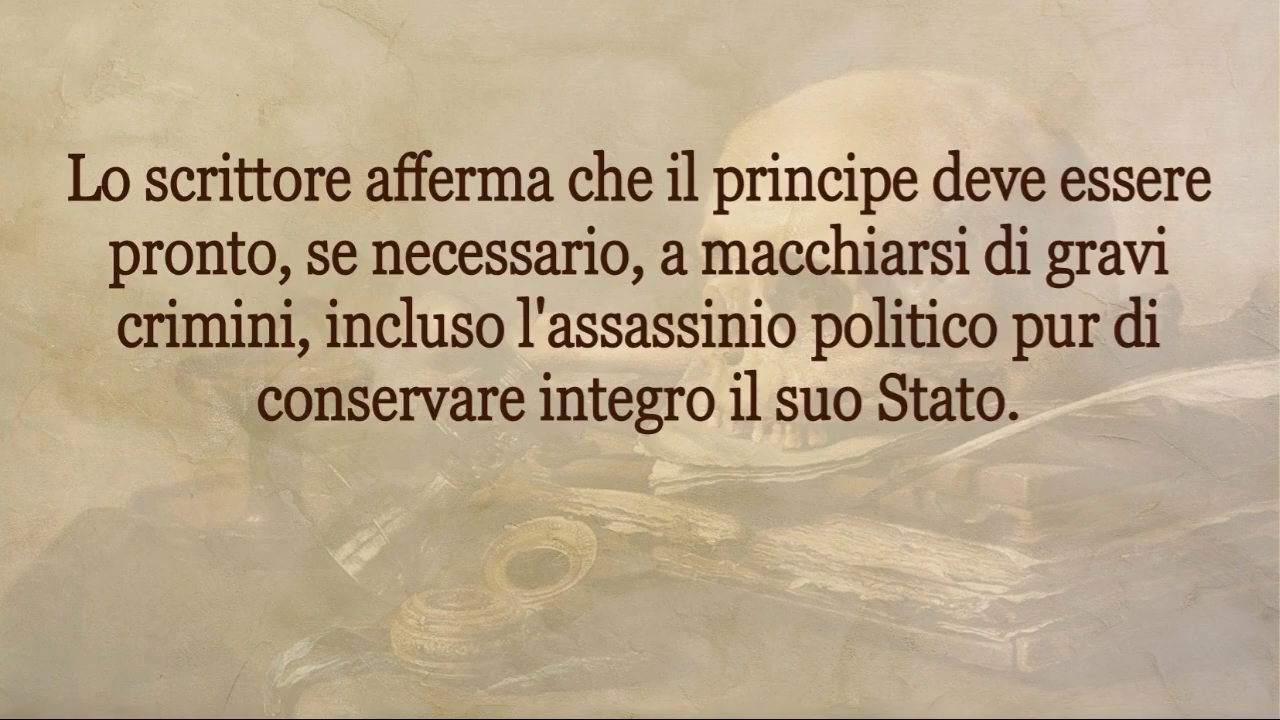 Lo scrittore afferma che il principe deve essere
pronto, se necessario, a macchiarsi di gravi
crimini, incluso l'assassinio politico pur di
conservare integro il suo Stato.